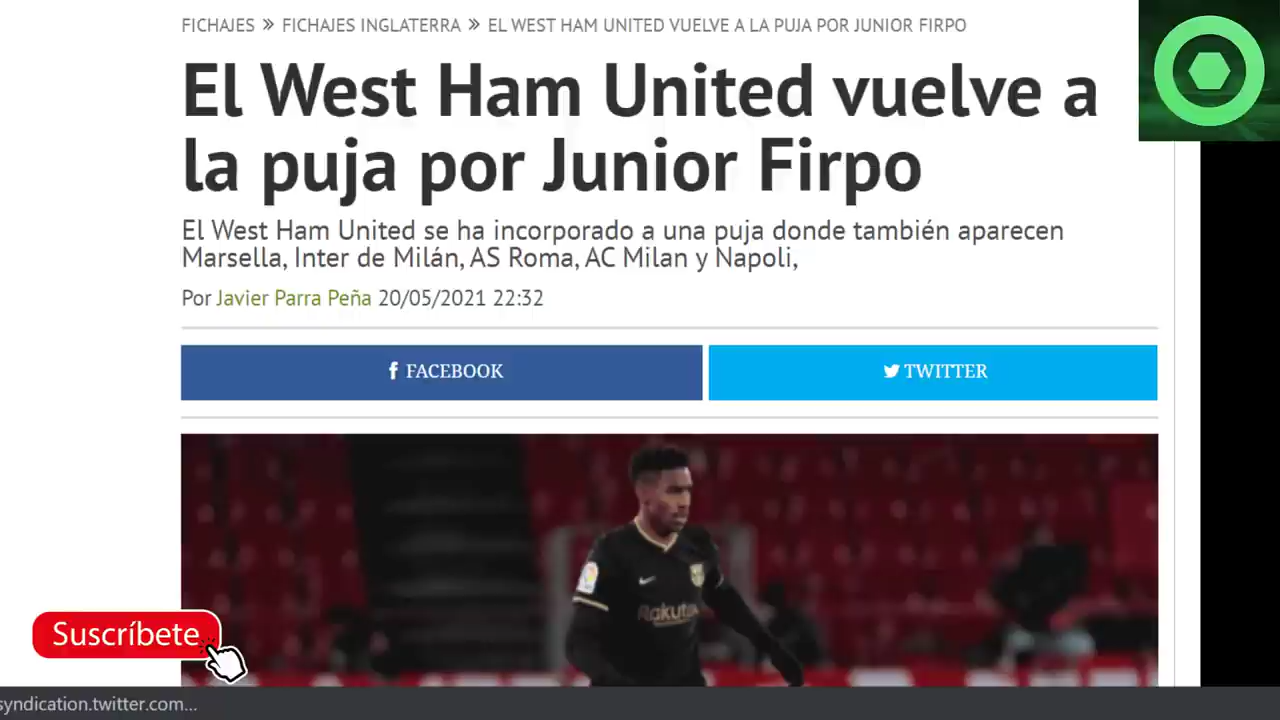 FICHAJES » FICHAJES INGLATERRA » EL WEST HAM UNITED VUELVE A LA PUJA POR JUNIOR FIRPO
El West Ham United vuelve a
la puja por Junior Firpo
El West Ham United se ha incorporado a una puja donde también aparecen
Marsella, Inter de Milán, AS Roma, AC Milan y Napoli,
Por Javier Parra Peña 20/05/2021 22:32
FACEBOOK
TWITTER
Rakuten
Suscríbete
syndication.twitter.com...